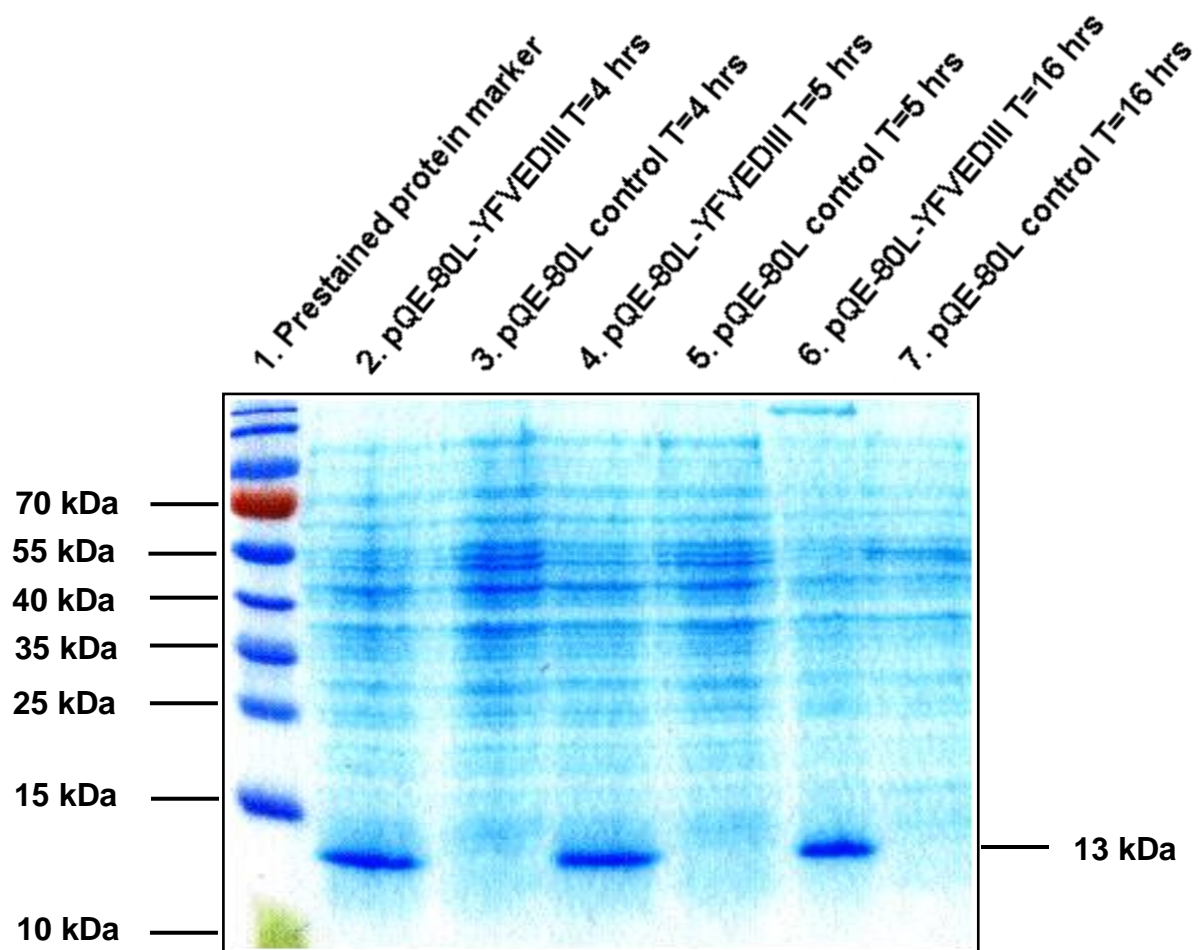 1. Prestained protein marker
2. pQE-80L-YFVEDIII T=4 hrs
3. pQE-80L control T=4 hrs
4. pQE-80L-YFVEDIII T=5 hrs
5. pQE-80L control T=5 hrs
6. pQE-80L-YFVEDIII T=16 hrs
7. pQE-80L control T=16 hrs
70 kDa
55 kDa
40 kDa
35 kDa
25 kDa
15 kDa
13 kDa
10 kDa